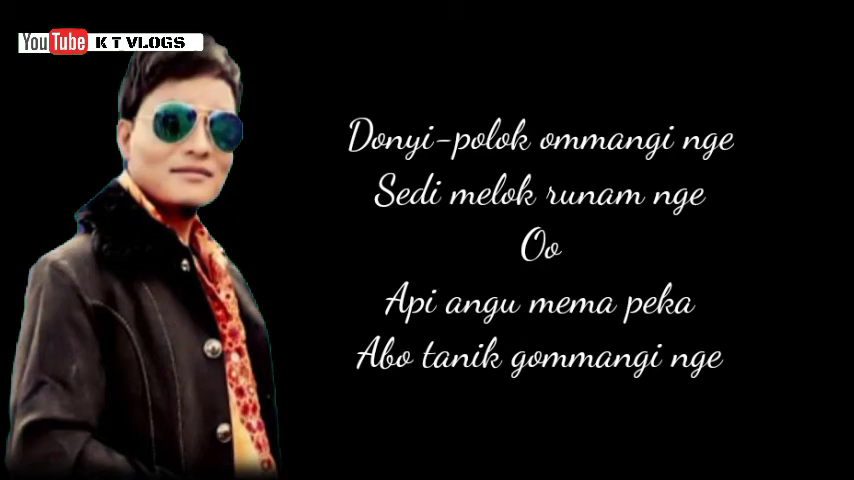 YouTube K T VLOGS
Donyi-polok ommangi nge
Sedi melok runam nge
Oo
Api angu mema peka
Abo tanik gommangi nge